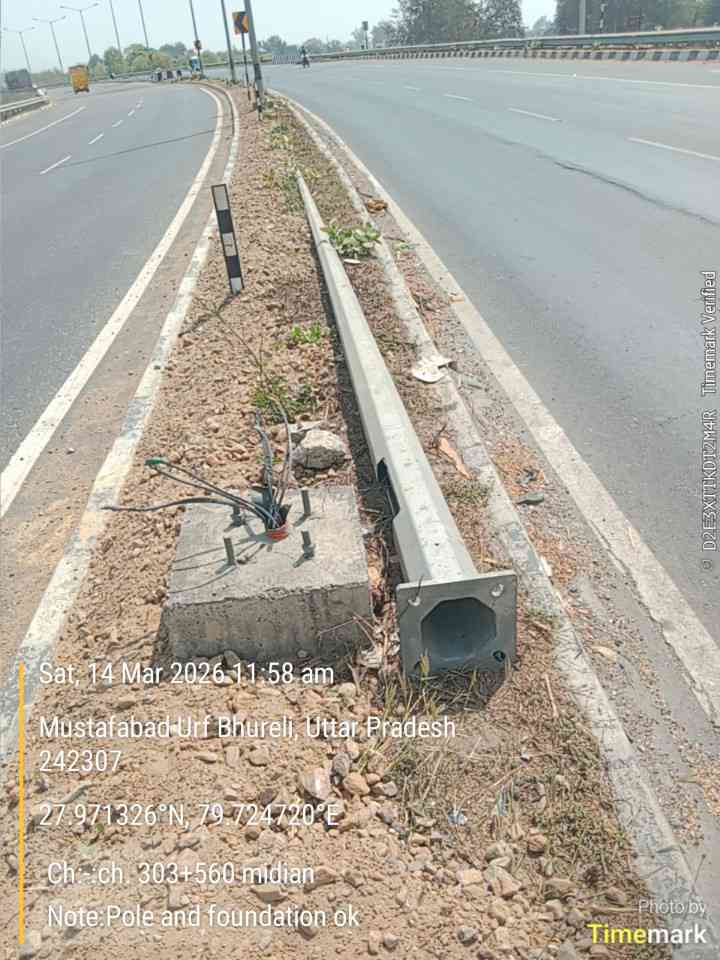 Sat, 14 Mar 2026 11:58 am
Mustafabad Urf Bhureli, Uttar Pradesh
242307
27.971326°N, 79.724720°E
Ch:-:ch. 303+560 midian
Note:Pole and foundation ok
Photo by
Timemark
© D2E3XTTKDT2M4R Timemark Verified